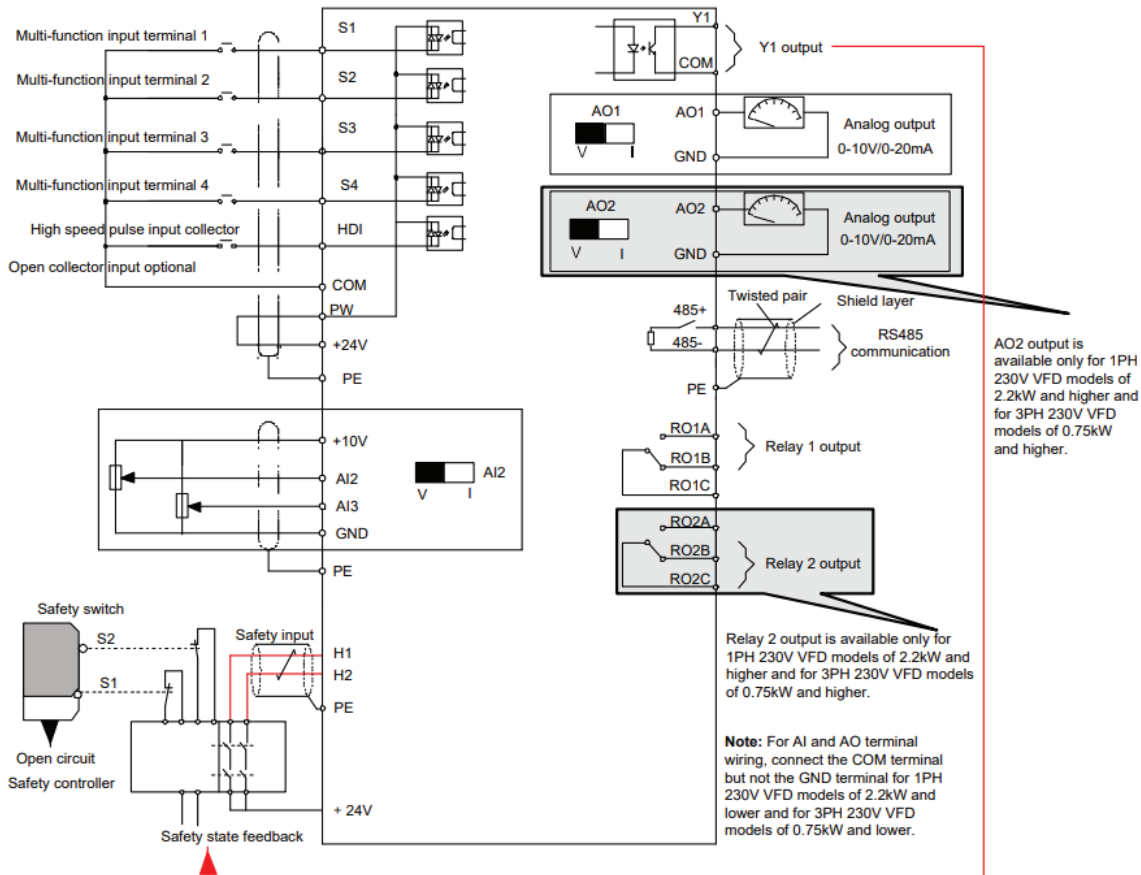 Multi-function input terminal 1
S1
Multi-function input terminal 2
S2
Multi-function input terminal 3
S3
Multi-function input terminal 4
S4
High speed pulse input collector
HDI
Open collector input optional
COM
PW
+24V
PE
+10V
AI2
AI3
GND
V
I
AI2
PE
Safety switch
S2
S1
Open circuit
Safety controller
Safety input
H1
H2
PE
+ 24V
Safety state feedback
Y1
COM
Y1 output
AO1
V
I
AO1
GND
Analog output
0-10V/0-20mA
AO2
V
I
AO2
GND
Analog output
0-10V/0-20mA
Twisted pair
Shield layer
485+
485-
PE
RS485
communication
AO2 output is
available only for 1PH
230V VFD models of
2.2kW and higher and
for 3PH 230V VFD
models of 0.75kW
and higher.
RO1A
RO1B
RO1C
Relay 1 output
RO2A
RO2B
RO2C
Relay 2 output
Relay 2 output is available only for
1PH 230V VFD models of 2.2kW and
higher and for 3PH 230V VFD models
of 0.75kW and higher.
Note: For AI and AO terminal
wiring, connect the COM terminal
but not the GND terminal for 1PH
230V VFD models of 2.2kW and
lower and for 3PH 230V VFD
models of 0.75kW and lower.